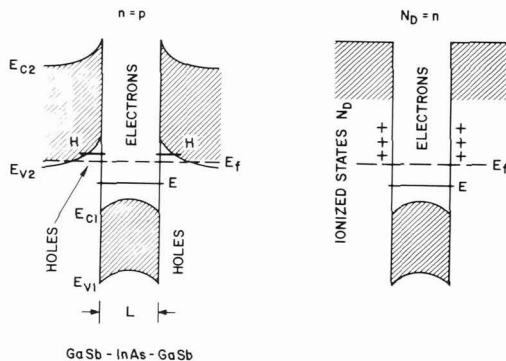 n = p
E_C2
ELECTRONS
H
H
E_f
E_V2
E
HOLES
E_C1
HOLES
E_V1
L
GaSb - InAs - GaSb
N_D = n
IONIZED STATES N_D
ELECTRONS
+ + +
+ + +
E_f
E